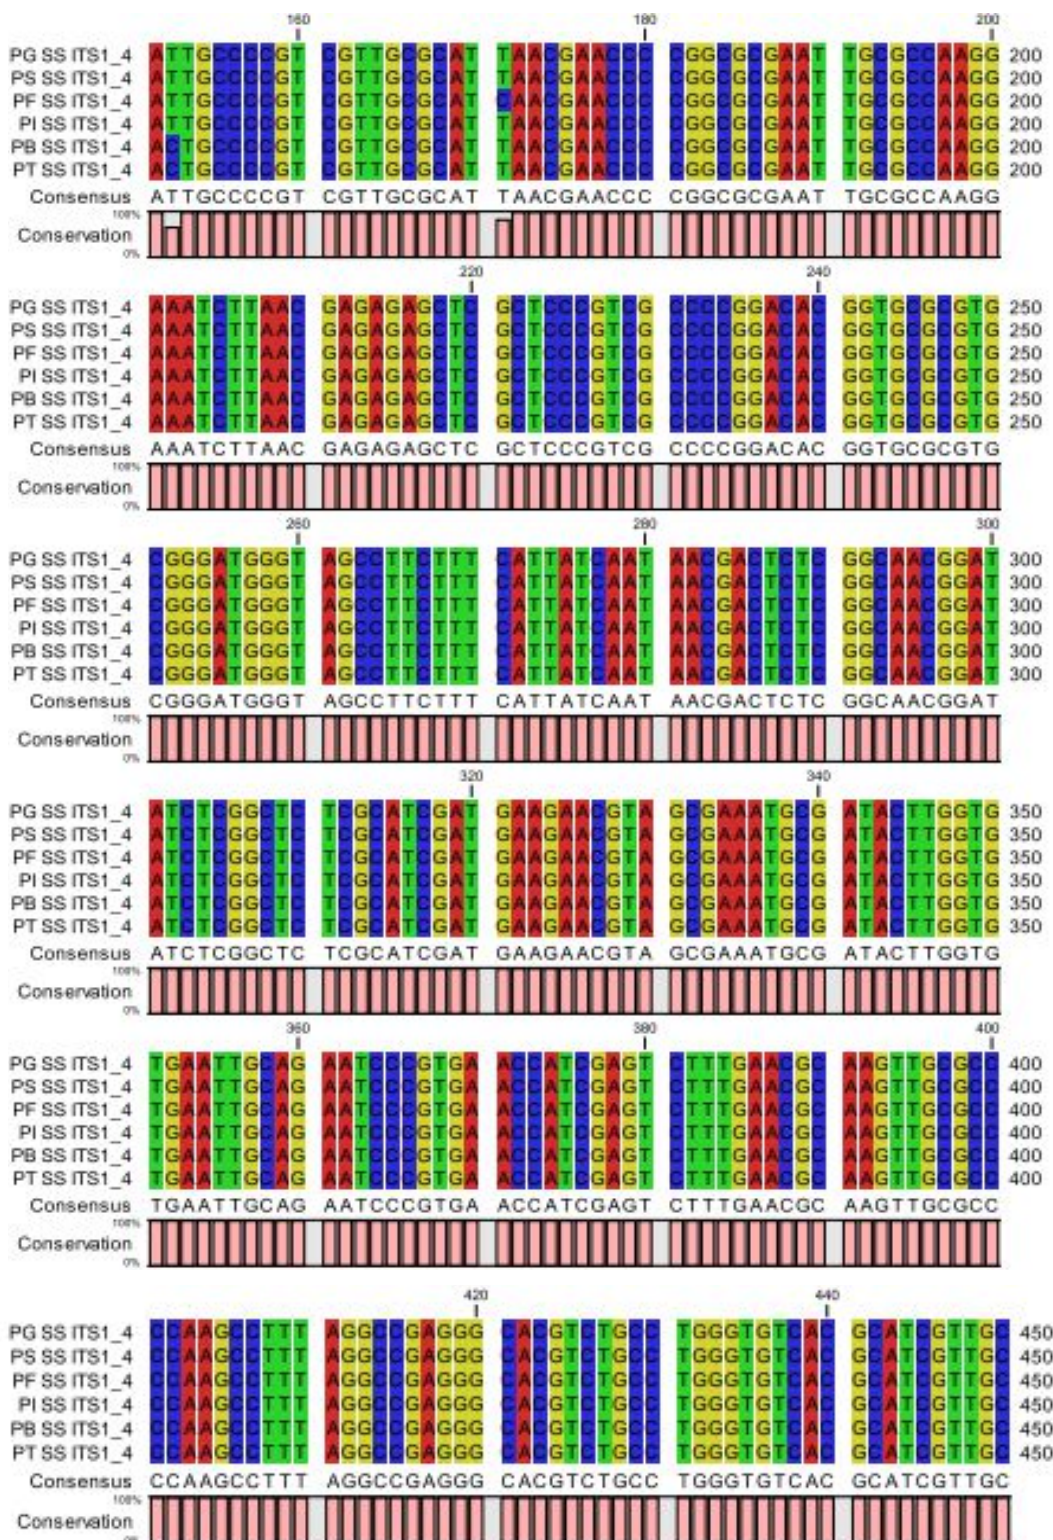 160 180 200
PG SS ITS1_4 ATTGCCCCGT CGTTGCGCAT TAACGAACCC CGGCGCGAAT TGCGCCAAGG 200
PS SS ITS1_4 ATTGCCCCGT CGTTGCGCAT TAACGAACCC CGGCGCGAAT TGCGCCAAGG 200
PF SS ITS1_4 ATTGCCCCGT CGTTGCGCAT CAACGAACCC CGGCGCGAAT TGCGCCAAGG 200
PI SS ITS1_4 ATTGCCCCGT CGTTGCGCAT TAACGAACCC CGGCGCGAAT TGCGCCAAGG 200
PB SS ITS1_4 ACTGCCCCGT CGTTGCGCAT TAACGAACCC CGGCGCGAAT TGCGCCAAGG 200
PT SS ITS1_4 ACTGCCCCGT CGTTGCGCAT TAACGAACCC CGGCGCGAAT TGCGCCAAGG 200
Consensus ATTGCCCCGT CGTTGCGCAT TAACGAACCC CGGCGCGAAT TGCGCCAAGG
100%
Conservation
0%
220 240
PG SS ITS1_4 AAATCTTAAC GAGAGAGCTC GCTCCCGTCG CCCCGGACAC GGTGCGCGTG 250
PS SS ITS1_4 AAATCTTAAC GAGAGAGCTC GCTCCCGTCG CCCCGGACAC GGTGCGCGTG 250
PF SS ITS1_4 AAATCTTAAC GAGAGAGCTC GCTCCCGTCG CCCCGGACAC GGTGCGCGTG 250
PI SS ITS1_4 AAATCTTAAC GAGAGAGCTC GCTCCCGTCG CCCCGGACAC GGTGCGCGTG 250
PB SS ITS1_4 AAATCTTAAC GAGAGAGCTC GCTCCCGTCG CCCCGGACAC GGTGCGCGTG 250
PT SS ITS1_4 AAATCTTAAC GAGAGAGCTC GCTCCCGTCG CCCCGGACAC GGTGCGCGTG 250
Consensus AAATCTTAAC GAGAGAGCTC GCTCCCGTCG CCCCGGACAC GGTGCGCGTG
100%
Conservation
0%
260 280 300
PG SS ITS1_4 CGGGATGGGT AGCCTTCTTT CATTATCAAT AACGACTCTC GGCAACGGAT 300
PS SS ITS1_4 CGGGATGGGT AGCCTTCTTT CATTATCAAT AACGACTCTC GGCAACGGAT 300
PF SS ITS1_4 CGGGATGGGT AGCCTTCTTT CATTATCAAT AACGACTCTC GGCAACGGAT 300
PI SS ITS1_4 CGGGATGGGT AGCCTTCTTT CATTATCAAT AACGACTCTC GGCAACGGAT 300
PB SS ITS1_4 CGGGATGGGT AGCCTTCTTT CATTATCAAT AACGACTCTC GGCAACGGAT 300
PT SS ITS1_4 CGGGATGGGT AGCCTTCTTT CATTATCAAT AACGACTCTC GGCAACGGAT 300
Consensus CGGGATGGGT AGCCTTCTTT CATTATCAAT AACGACTCTC GGCAACGGAT
100%
Conservation
0%
320 340
PG SS ITS1_4 ATCTCGGCTC TCGCATCGAT GAAGAACGTA GCGAAATGCG ATACTTGGTG 350
PS SS ITS1_4 ATCTCGGCTC TCGCATCGAT GAAGAACGTA GCGAAATGCG ATACTTGGTG 350
PF SS ITS1_4 ATCTCGGCTC TCGCATCGAT GAAGAACGTA GCGAAATGCG ATACTTGGTG 350
PI SS ITS1_4 ATCTCGGCTC TCGCATCGAT GAAGAACGTA GCGAAATGCG ATACTTGGTG 350
PB SS ITS1_4 ATCTCGGCTC TCGCATCGAT GAAGAACGTA GCGAAATGCG ATACTTGGTG 350
PT SS ITS1_4 ATCTCGGCTC TCGCATCGAT GAAGAACGTA GCGAAATGCG ATACTTGGTG 350
Consensus ATCTCGGCTC TCGCATCGAT GAAGAACGTA GCGAAATGCG ATACTTGGTG
100%
Conservation
0%
360 380 400
PG SS ITS1_4 TGAATTGCAG AATCCCGTGA ACCATCGAGT CTTTGAACGC AAGTTGCGCC 400
PS SS ITS1_4 TGAATTGCAG AATCCCGTGA ACCATCGAGT CTTTGAACGC AAGTTGCGCC 400
PF SS ITS1_4 TGAATTGCAG AATCCCGTGA ACCATCGAGT CTTTGAACGC AAGTTGCGCC 400
PI SS ITS1_4 TGAATTGCAG AATCCCGTGA ACCATCGAGT CTTTGAACGC AAGTTGCGCC 400
PB SS ITS1_4 TGAATTGCAG AATCCCGTGA ACCATCGAGT CTTTGAACGC AAGTTGCGCC 400
PT SS ITS1_4 TGAATTGCAG AATCCCGTGA ACCATCGAGT CTTTGAACGC AAGTTGCGCC 400
Consensus TGAATTGCAG AATCCCGTGA ACCATCGAGT CTTTGAACGC AAGTTGCGCC
100%
Conservation
0%
420 440
PG SS ITS1_4 CCAAGCCTTT AGGCCGAGGG CACGTCTGCC TGGGTGTCAC GCATCGTTGC 450
PS SS ITS1_4 CCAAGCCTTT AGGCCGAGGG CACGTCTGCC TGGGTGTCAC GCATCGTTGC 450
PF SS ITS1_4 CCAAGCCTTT AGGCCGAGGG CACGTCTGCC TGGGTGTCAC GCATCGTTGC 450
PI SS ITS1_4 CCAAGCCTTT AGGCCGAGGG CACGTCTGCC TGGGTGTCAC GCATCGTTGC 450
PB SS ITS1_4 CCAAGCCTTT AGGCCGAGGG CACGTCTGCC TGGGTGTCAC GCATCGTTGC 450
PT SS ITS1_4 CCAAGCCTTT AGGCCGAGGG CACGTCTGCC TGGGTGTCAC GCATCGTTGC 450
Consensus CCAAGCCTTT AGGCCGAGGG CACGTCTGCC TGGGTGTCAC GCATCGTTGC
100%
Conservation
0%